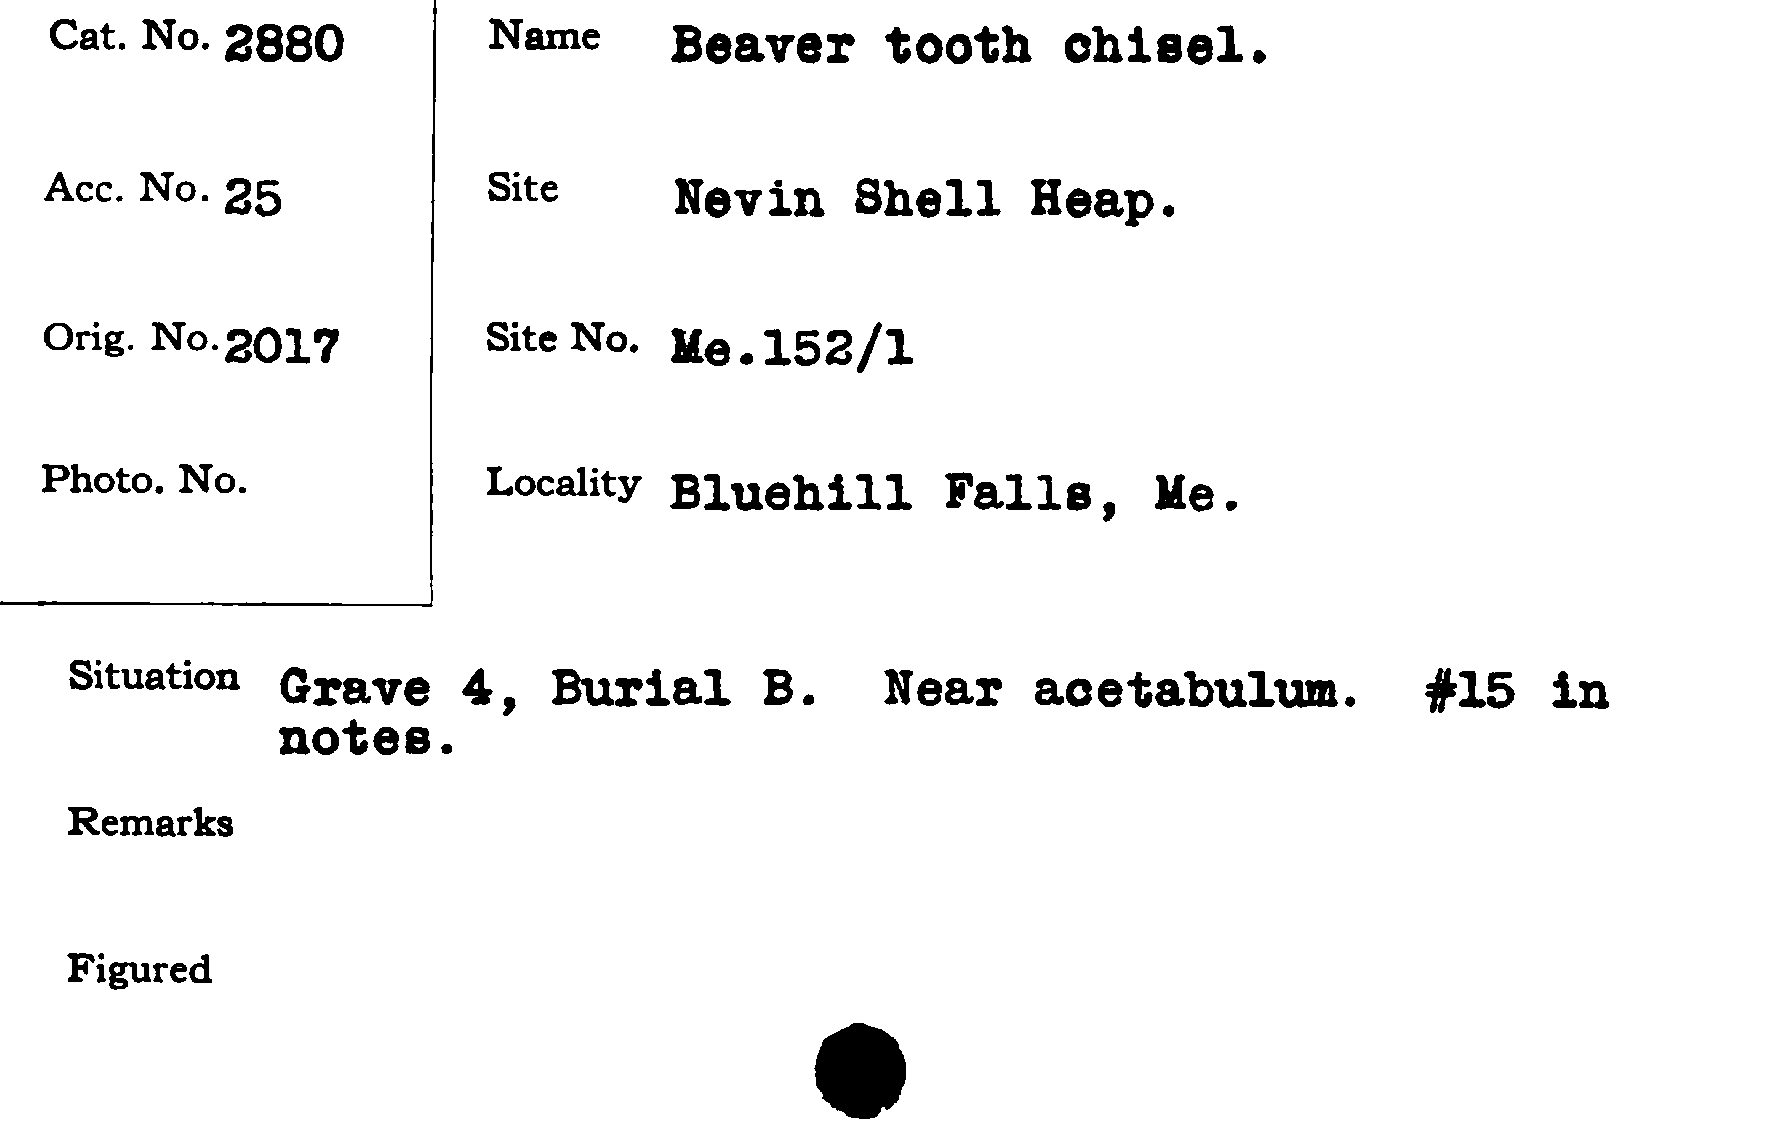 Cat. No. 2880
Acc. No. 25
Orig. No. 2017
Photo. No.
Name Beaver tooth chisel.
Site Nevin Shell Heap.
Site No. Me.152/1
Locality Bluehill Falls, Me.
Situation Grave 4, Burial B. Near acetabulum. #15 in
notes.
Remarks
Figured